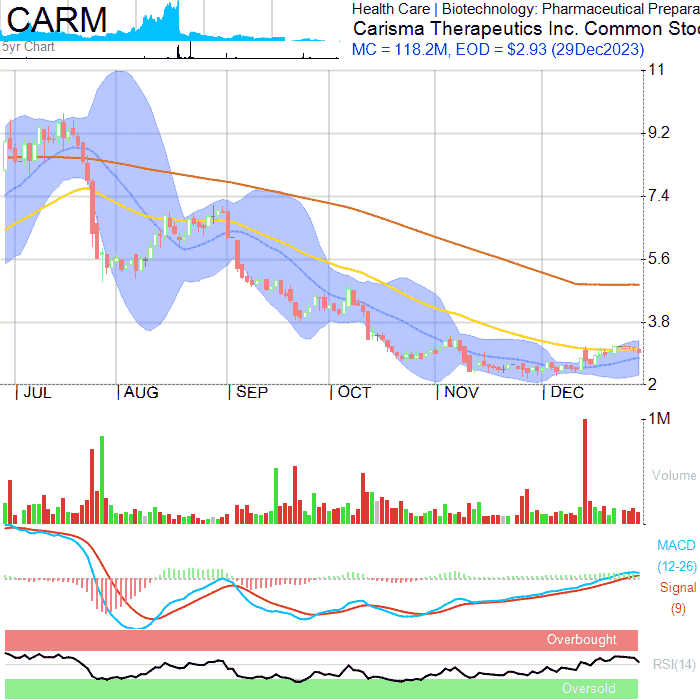 CARM
Health Care | Biotechnology: Pharmaceutical Prepara
Carisma Therapeutics Inc. Common Stoc
MC = 118.2M, EOD = $2.93 (29Dec2023)
5yr Chart
11
9.2
7.4
5.6
3.8
2
JUL AUG SEP OCT NOV DEC
1M
Volume
MACD
(12-26)
Signal
(9)
Overbought
RSI(14)
Oversold